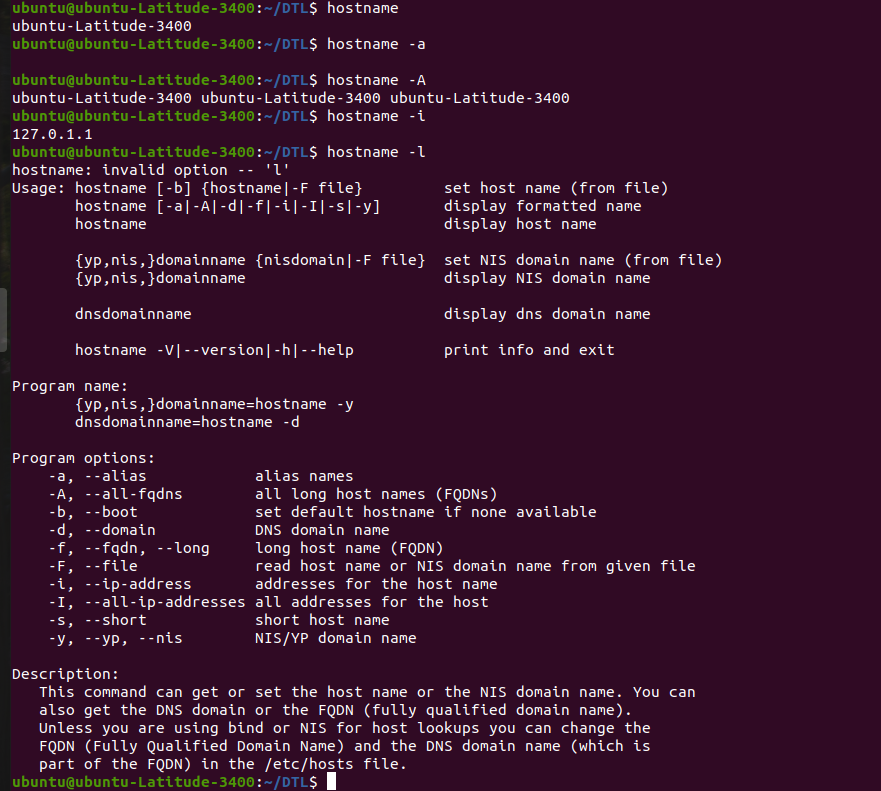 ubuntu@ubuntu-Latitude-3400:~/DTL$ hostname
ubuntu-Latitude-3400
ubuntu@ubuntu-Latitude-3400:~/DTL$ hostname -a

ubuntu@ubuntu-Latitude-3400:~/DTL$ hostname -A
ubuntu-Latitude-3400 ubuntu-Latitude-3400 ubuntu-Latitude-3400
ubuntu@ubuntu-Latitude-3400:~/DTL$ hostname -i
127.0.1.1
ubuntu@ubuntu-Latitude-3400:~/DTL$ hostname -l
hostname: invalid option -- 'l'
Usage: hostname [-b] {hostname|-F file}         set host name (from file)
       hostname [-a|-A|-d|-f|-i|-I|-s|-y]       display formatted name
       hostname                                 display host name

       {yp,nis,}domainname {nisdomain|-F file}  set NIS domain name (from file)
       {yp,nis,}domainname                      display NIS domain name

       dnsdomainname                            display dns domain name

       hostname -V|--version|-h|--help          print info and exit

Program name:
       {yp,nis,}domainname=hostname -y
       dnsdomainname=hostname -d

Program options:
    -a, --alias            alias names
    -A, --all-fqdns        all long host names (FQDNs)
    -b, --boot             set default hostname if none available
    -d, --domain           DNS domain name
    -f, --fqdn, --long     long host name (FQDN)
    -F, --file             read host name or NIS domain name from given file
    -i, --ip-address       addresses for the host name
    -I, --all-ip-addresses all addresses for the host
    -s, --short            short host name
    -y, --yp, --nis        NIS/YP domain name

Description:
   This command can get or set the host name or the NIS domain name. You can
   also get the DNS domain or the FQDN (fully qualified domain name).
   Unless you are using bind or NIS for host lookups you can change the
   FQDN (Fully Qualified Domain Name) and the DNS domain name (which is
   part of the FQDN) in the /etc/hosts file.
ubuntu@ubuntu-Latitude-3400:~/DTL$